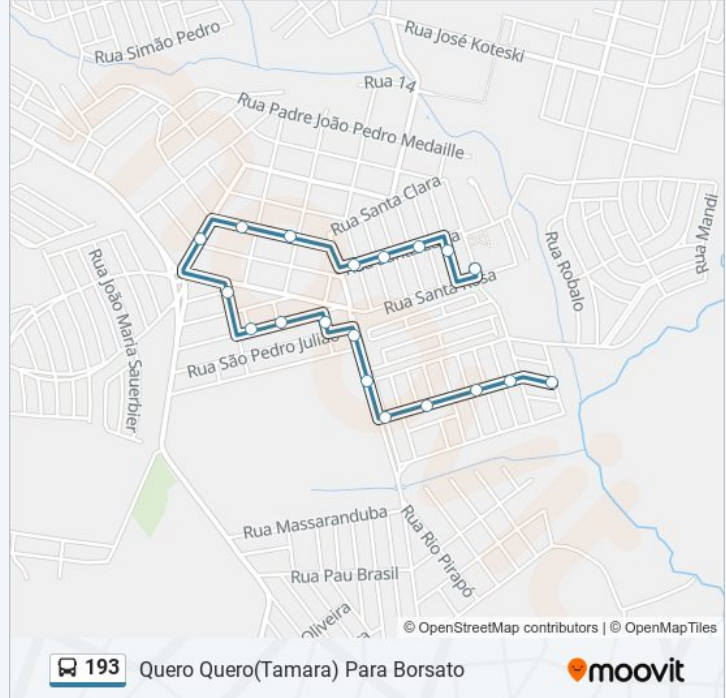 Rua Simão Pedro
Rua José Koteski
Rua 14
Rua Padre João Pedro Medaille
Rua Santa Clara
Rua Mandi
Rua Robalo
Rua João Maria Sauerbier
Rua Santa Rosa
Rua São Pedro Julião
Rua Massaranduba
Rua Rio Pirapó
Rua Pau Brasil
Oliveira
© OpenStreetMap contributors | © OpenMapTiles
193 Quero Quero(Tamara) Para Borsato
moovit